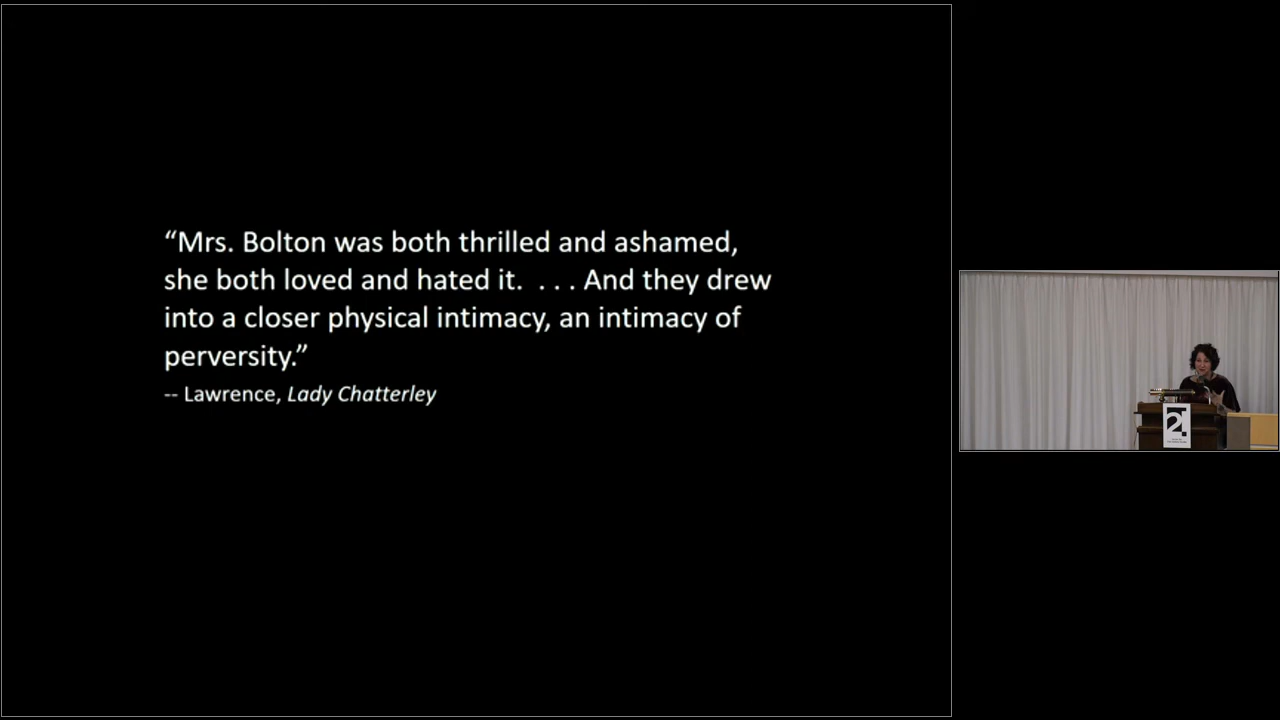 “Mrs. Bolton was both thrilled and ashamed,
she both loved and hated it.  . . . And they drew
into a closer physical intimacy, an intimacy of
perversity.”
-- Lawrence, Lady Chatterley
21